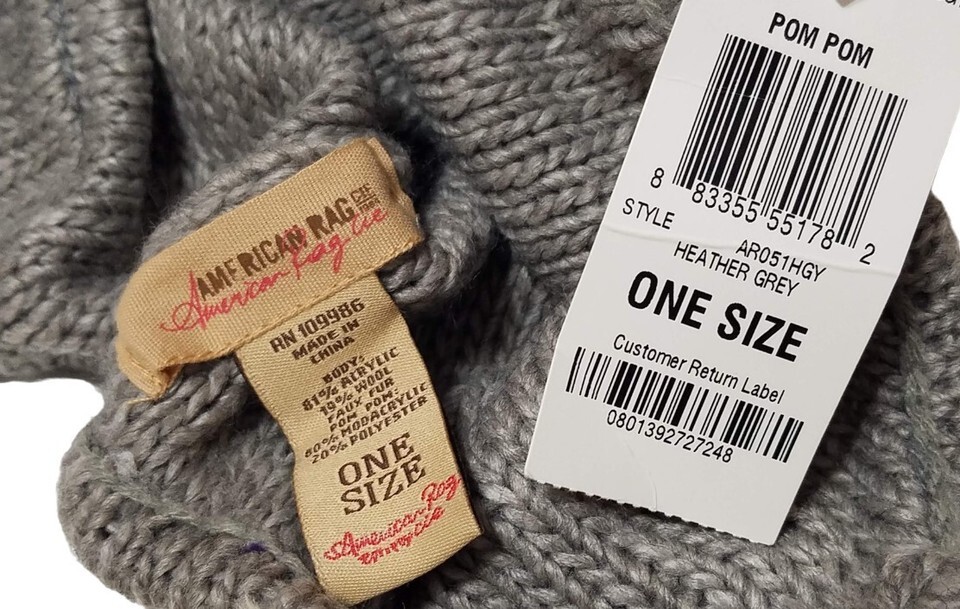 AMERICAN RAG CIE
American Rag Cie
RN 109986
MADE IN
CHINA
BODY:
81% ACRYLIC
19% WOOL
FAUX FUR
POM POM:
80% MODACRYLIC
20% POLYESTER
ONE
SIZE
American Rag
Cie
POM POM
8 83355 55178 2
STYLE AR051HGY
HEATHER GREY
ONE SIZE
Customer Return Label
0801392727248